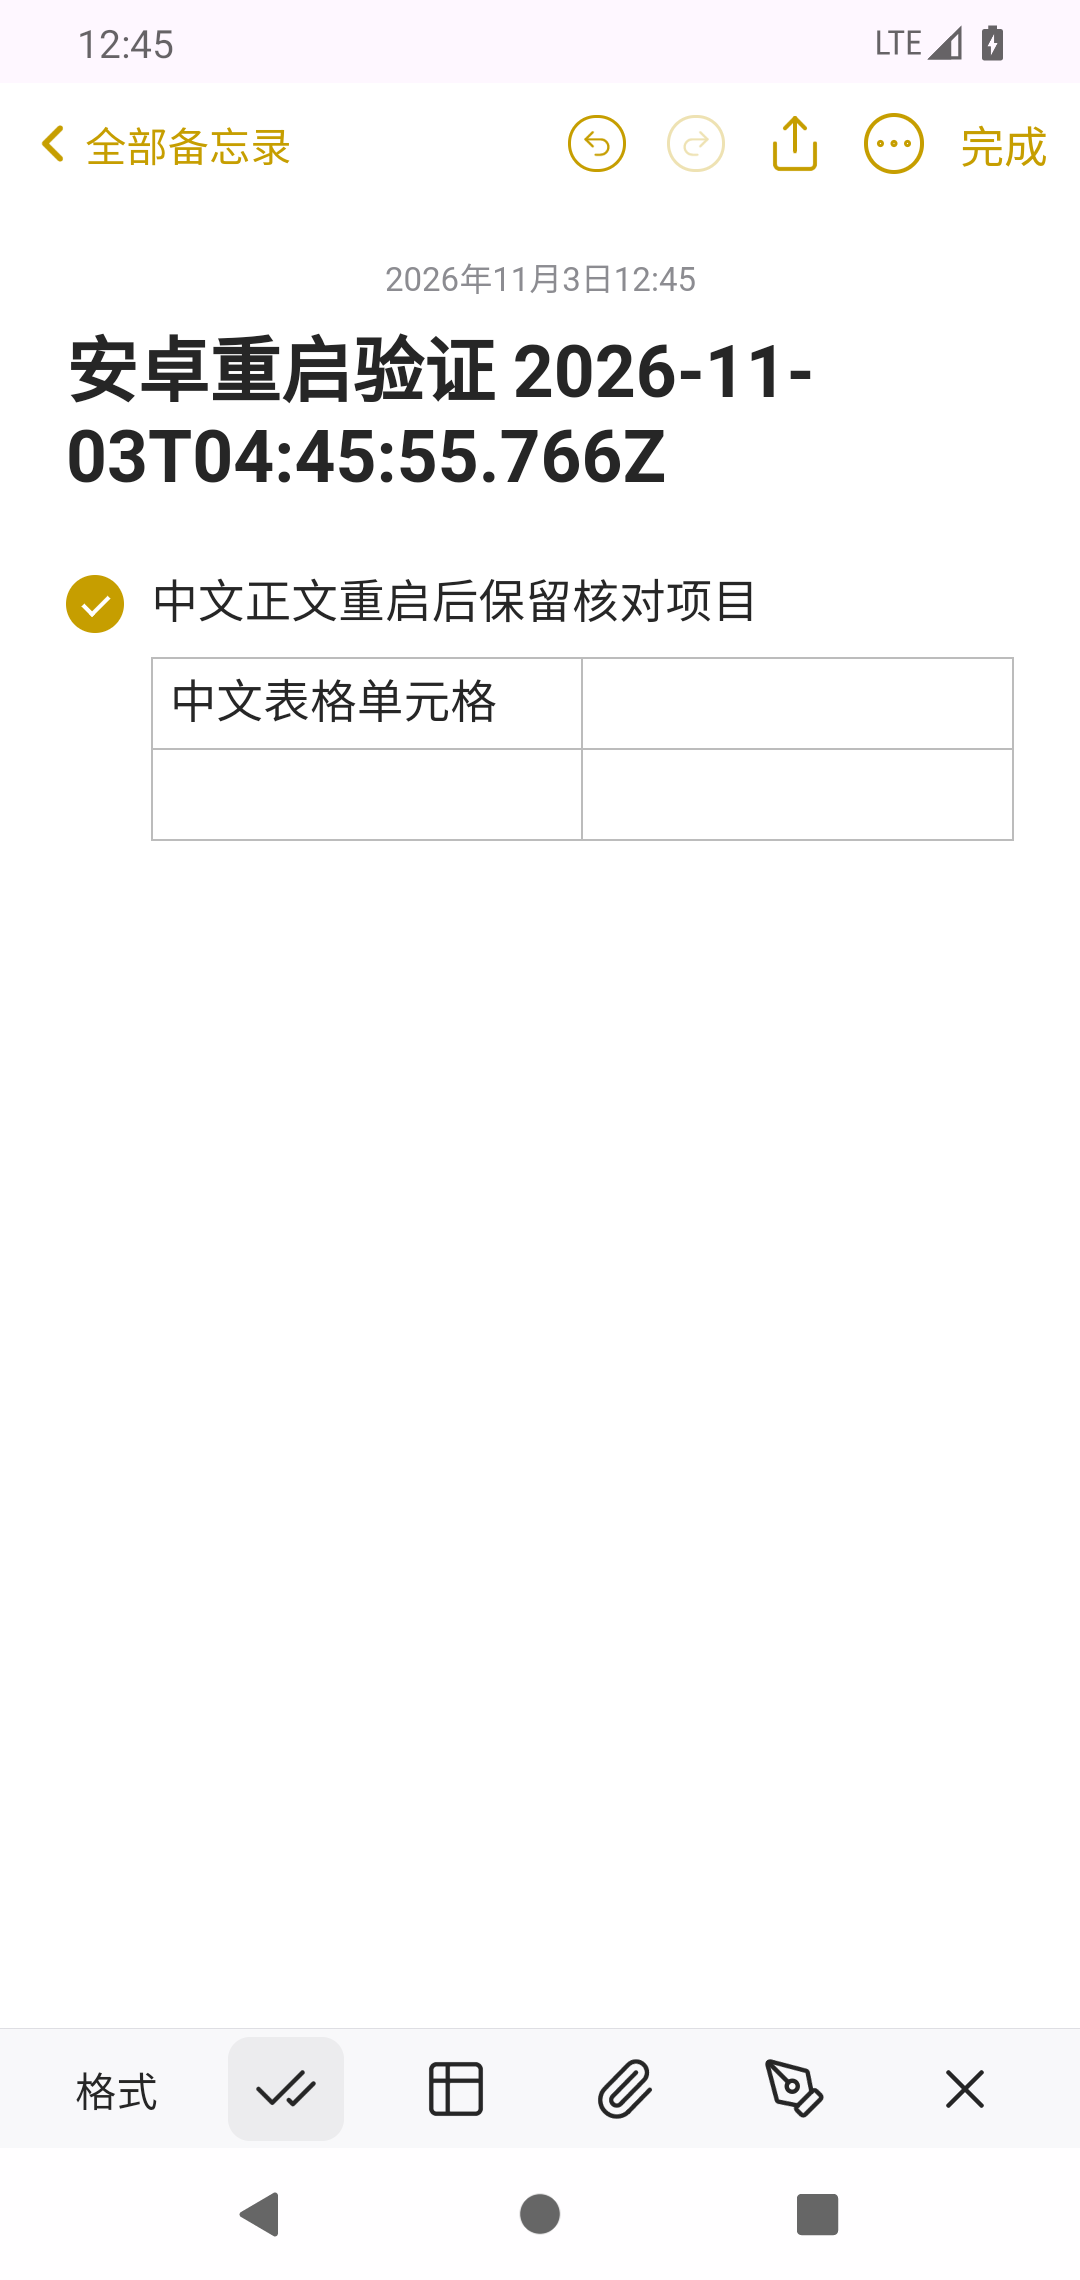 12:45
LTE
全部备忘录
完成
2026年11月3日12:45
安卓重启验证 2026-11-
03T04:45:55.766Z
中文正文重启后保留核对项目
中文表格单元格
格式